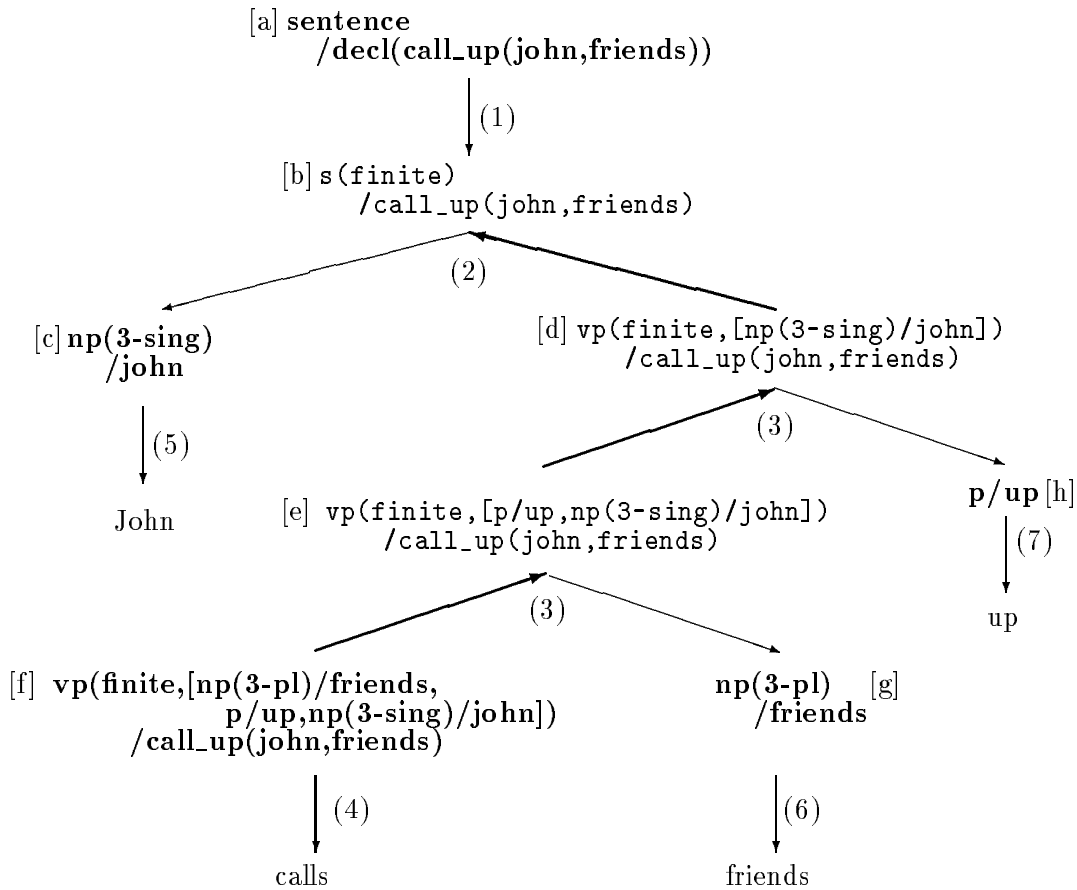 [a] sentence
/decl(call_up(john,friends))
(1)
[b] s(finite)
/call_up(john,friends)
(2)
[c] np(3-sing)
/john
[d] vp(finite,[np(3-sing)/john])
/call_up(john,friends)
(5)
(3)
John
[e] vp(finite,[p/up,np(3-sing)/john])
/call_up(john,friends)
p/up [h]
(7)
(3)
up
[f] vp(finite,[np(3-pl)/friends,
p/up,np(3-sing)/john])
/call_up(john,friends)
np(3-pl) [g]
/friends
(4)
(6)
calls
friends